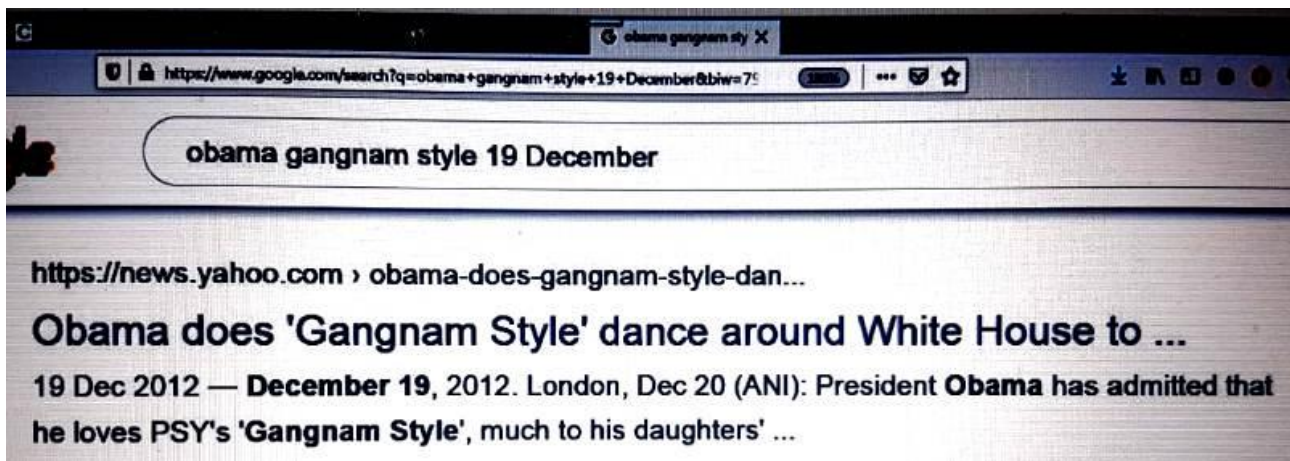 obama gangnam sty
https://www.google.com/search?q=obama+gangnam+style+19+December&biw=79
obama gangnam style 19 December
https://news.yahoo.com › obama-does-gangnam-style-dan...
Obama does 'Gangnam Style' dance around White House to ...
19 Dec 2012 — December 19, 2012. London, Dec 20 (ANI): President Obama has admitted that
he loves PSY's 'Gangnam Style', much to his daughters' ...